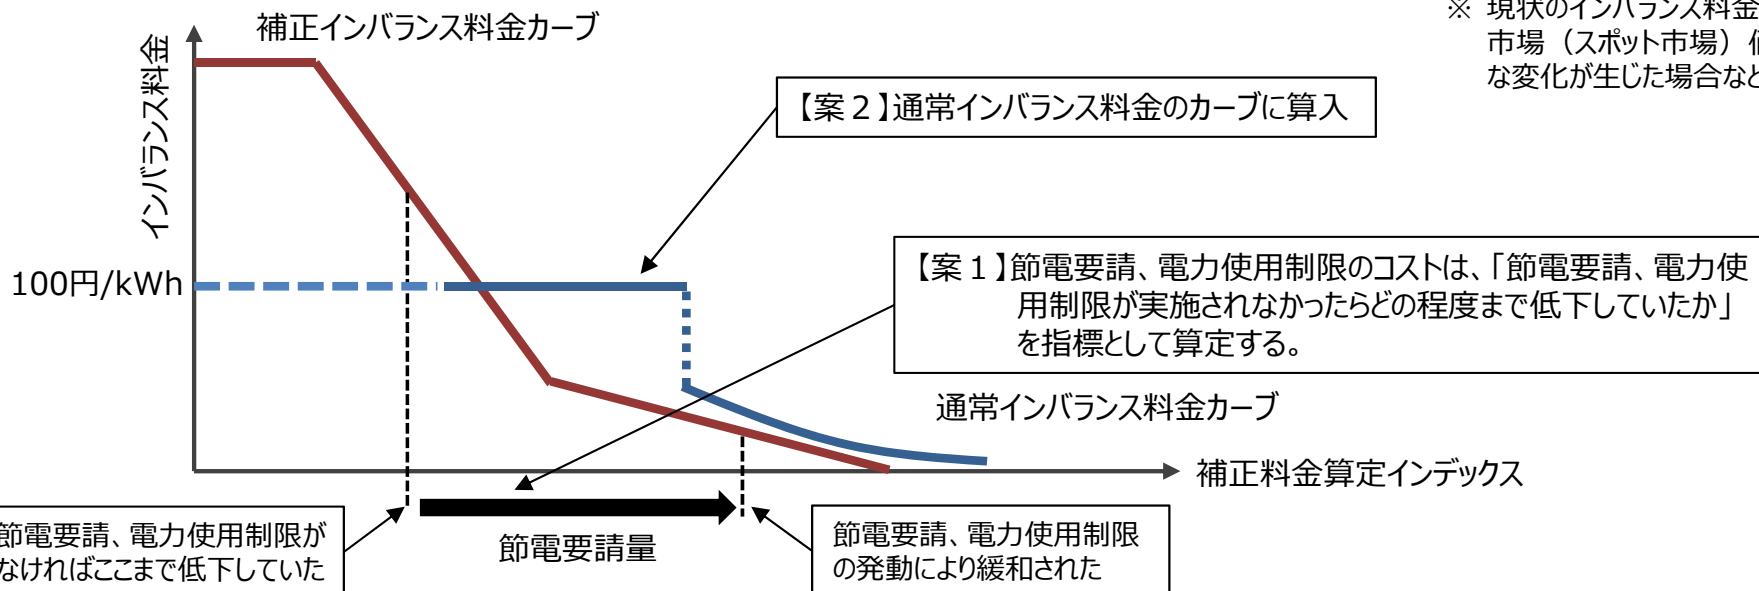 ※ 現状のインバランス料金
市場（スポット市場）
な変化が生じた場合など
補正インバランス料金カーブ
インバランス料金
【案２】通常インバランス料金のカーブに算入
100円/kWh
【案１】節電要請、電力使用制限のコストは、「節電要請、電力使
用制限が実施されなかったらどの程度まで低下していたか」
を指標として算定する。
通常インバランス料金カーブ
補正料金算定インデックス
節電要請、電力使用制限が
なければここまで低下していた
節電要請量
節電要請、電力使用制限
の発動により緩和された